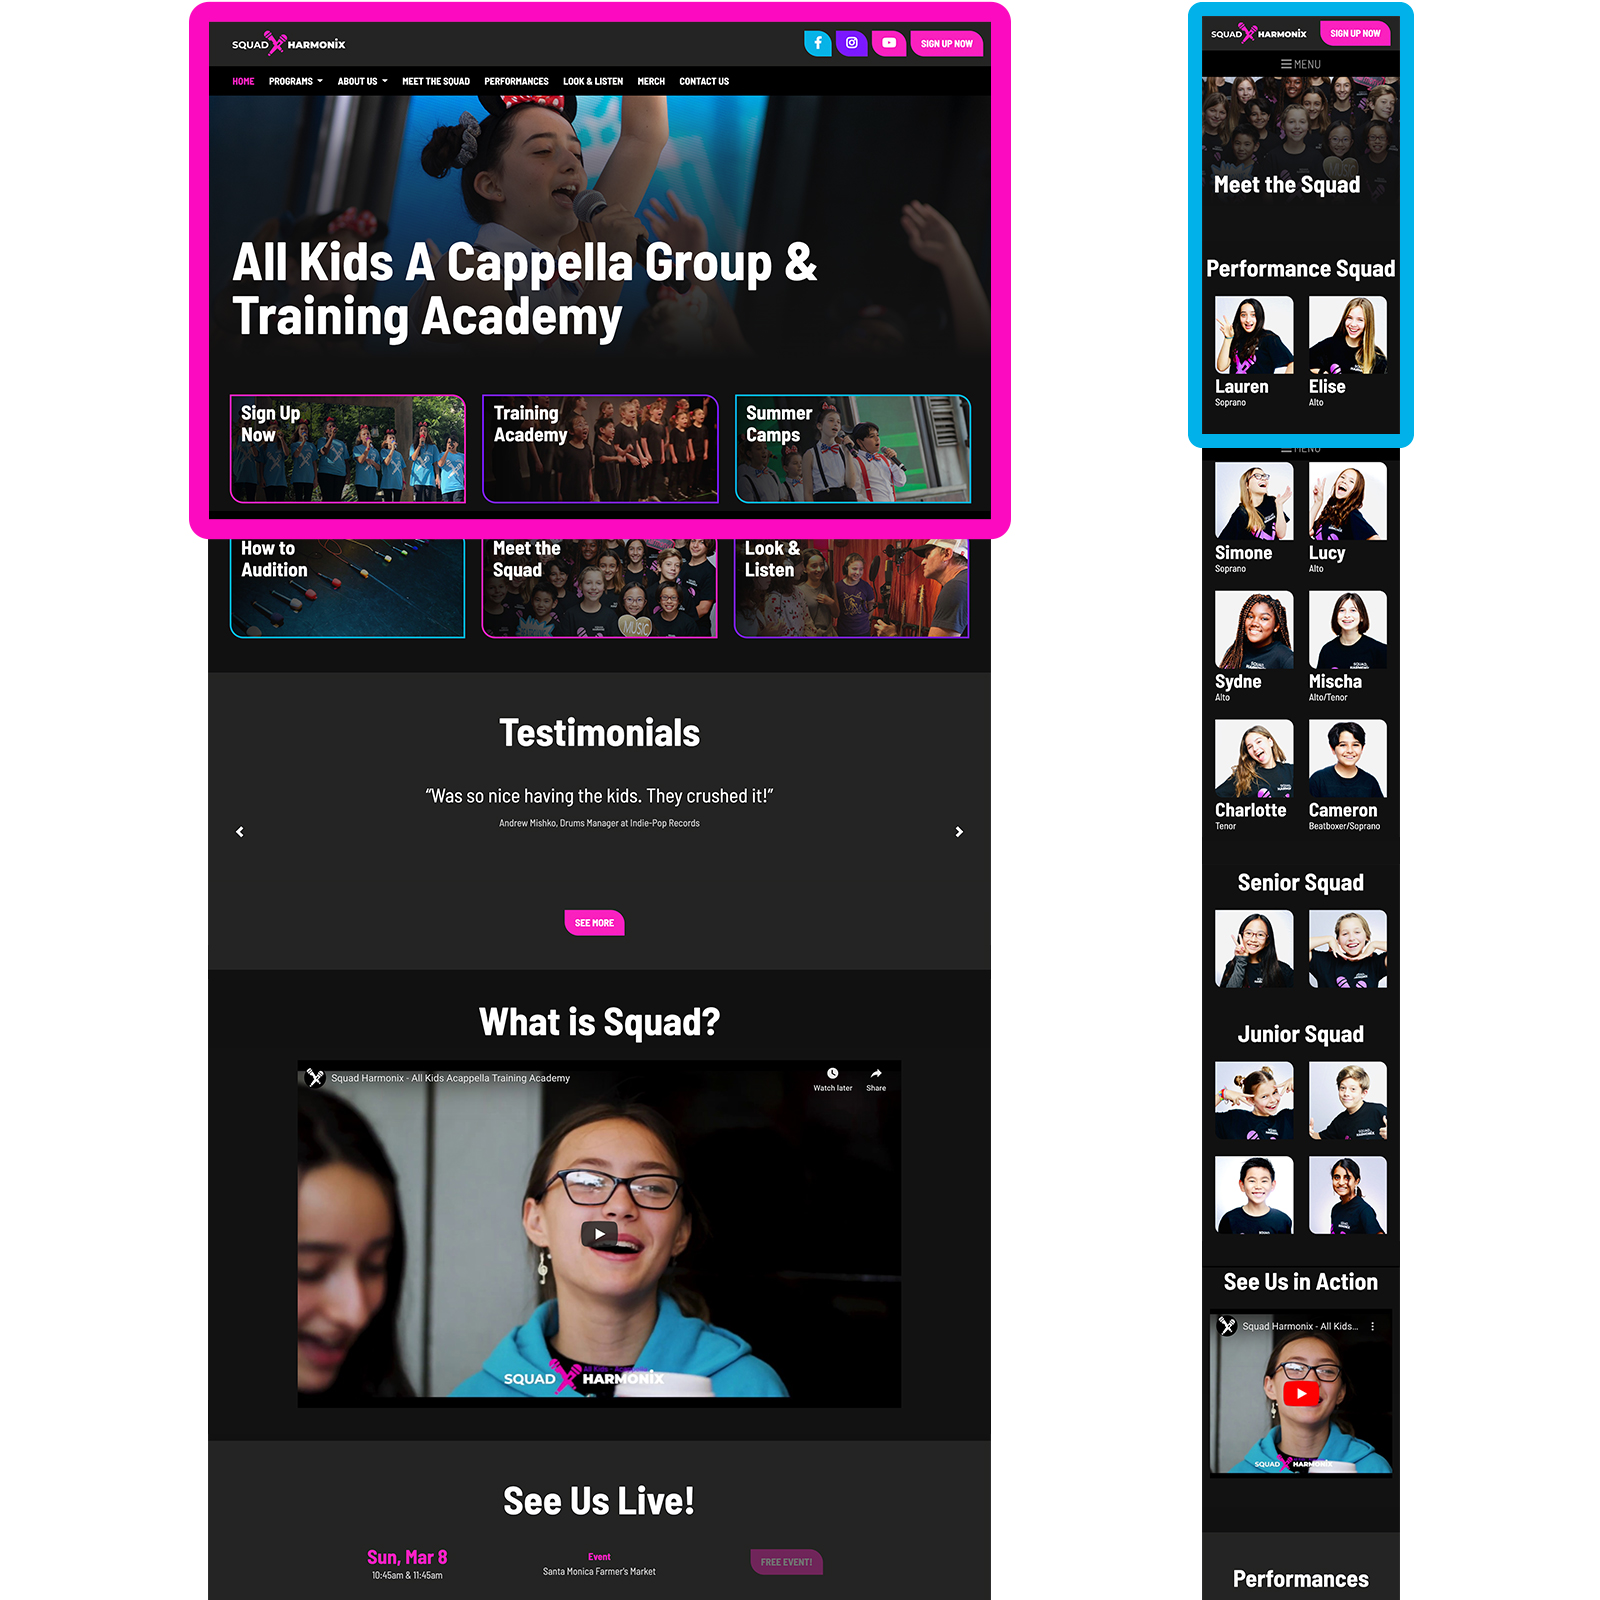 SQUAD HARMONIX
SIGN UP NOW
HOME PROGRAMS ABOUT US MEET THE SQUAD PERFORMANCES LOOK & LISTEN MERCH CONTACT US
All Kids A Cappella Group &
Training Academy
Sign Up
Now
Training
Academy
Summer
Camps
How to
Audition
Meet the
Squad
MUSIC
Look &
Listen
Testimonials
“Was so nice having the kids. They crushed it!”
Andrew Mishko, Drums Manager at Indie-Pop Records
SEE MORE
What is Squad?
Squad Harmonix - All Kids Acappella Training Academy
Watch later
Share
SQUAD HARMONIX
See Us Live!
Sun, Mar 8
10:45am & 11:45am
Event
Santa Monica Farmer's Market
FREE EVENT!
SQUAD HARMONIX
SIGN UP NOW
MENU
Meet the Squad
Performance Squad
Lauren
Soprano
Elise
Alto
MENU
Simone
Soprano
Lucy
Alto
Sydne
Alto
Mischa
Alto/Tenor
Charlotte
Tenor
Cameron
Beatboxer/Soprano
Senior Squad
Junior Squad
See Us in Action
Squad Harmonix - All Kids...
SQUAD HARMONIX
Performances